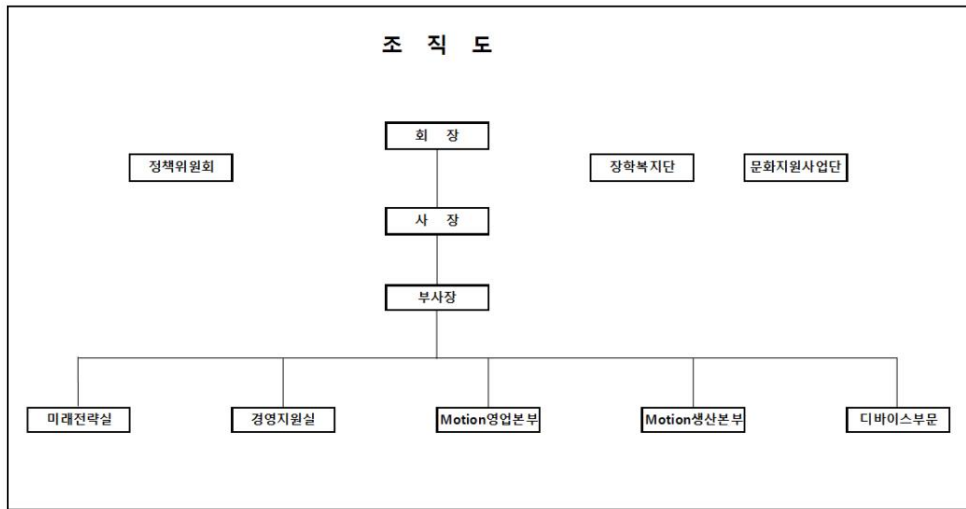 조 직 도
회 장
정책위원회
장학복지단
문화지원사업단
사 장
부사장
미래전략실
경영지원실
Motion영업본부
Motion생산본부
디바이스부문